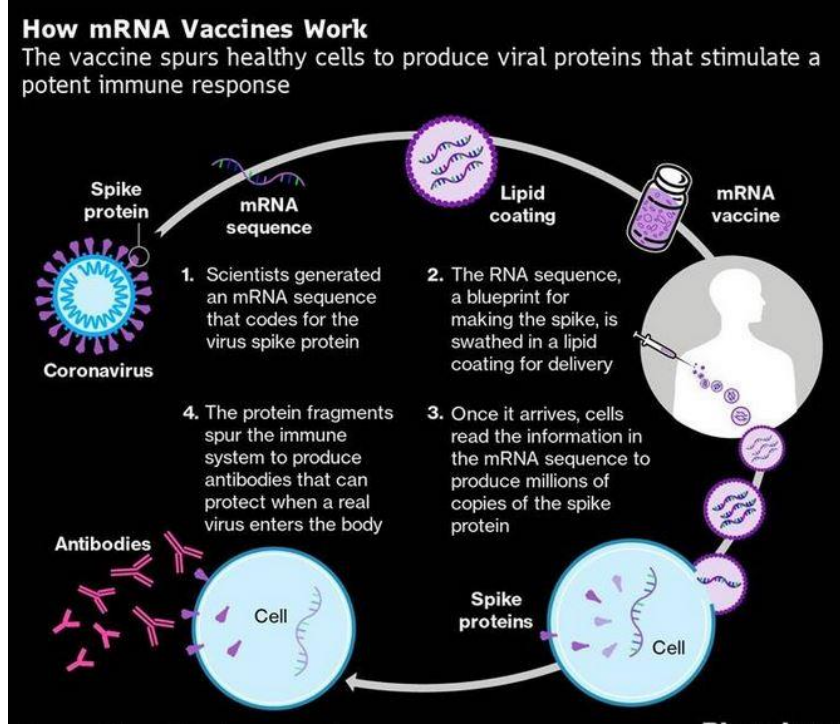 How mRNA Vaccines Work
The vaccine spurs healthy cells to produce viral proteins that stimulate a
potent immune response
Spike
protein
mRNA
sequence
Lipid
coating
mRNA
vaccine
Coronavirus
1. Scientists generated
an mRNA sequence
that codes for the
virus spike protein
2. The RNA sequence,
a blueprint for
making the spike, is
swathed in a lipid
coating for delivery
3. Once it arrives, cells
read the information in
the mRNA sequence to
produce millions of
copies of the spike
protein
4. The protein fragments
spur the immune
system to produce
antibodies that can
protect when a real
virus enters the body
Antibodies
Cell
Spike
proteins
Cell